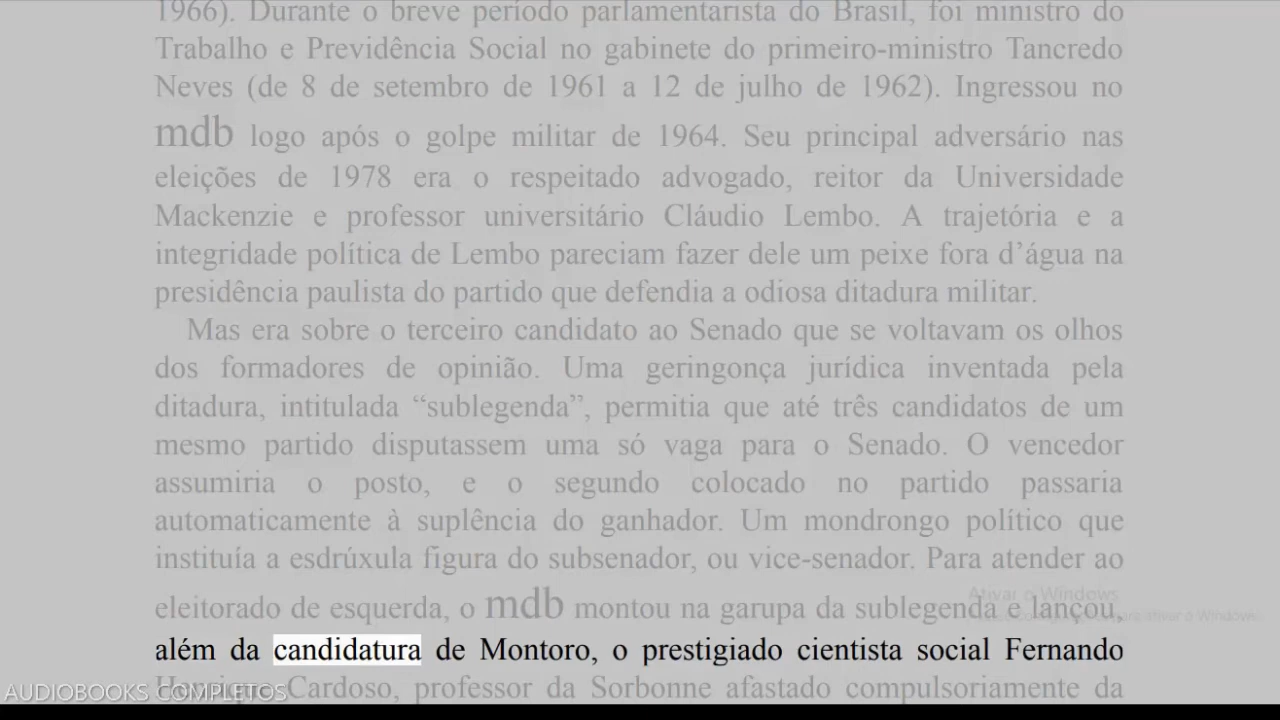 1966). Durante o breve período parlamentarista do Brasil, foi ministro do
Trabalho e Previdência Social no gabinete do primeiro-ministro Tancredo
Neves (de 8 de setembro de 1961 a 12 de julho de 1962). Ingressou no
mdb logo após o golpe militar de 1964. Seu principal adversário nas
eleições de 1978 era o respeitado advogado, reitor da Universidade
Mackenzie e professor universitário Cláudio Lembo. A trajetória e a
integridade política de Lembo pareciam fazer dele um peixe fora d’água na
presidência paulista do partido que defendia a odiosa ditadura militar.
Mas era sobre o terceiro candidato ao Senado que se voltavam os olhos
dos formadores de opinião. Uma geringonça jurídica inventada pela
ditadura, intitulada “sublegenda”, permitia que até três candidatos de um
mesmo partido disputassem uma só vaga para o Senado. O vencedor
assumiria o posto, e o segundo colocado no partido passaria
automaticamente à suplência do ganhador. Um mondrongo político que
instituía a esdrúxula figura do subsenador, ou vice-senador. Para atender ao
Ativar o Windows
eleitorado de esquerda, o mdb montou na garupa da sublegenda e lançou,
ativar o Windows.
além da candidatura de Montoro, o prestigiado cientista social Fernando
Cardoso, professor da Sorbonne afastado compulsoriamente da
AUDIOBOOKS COMPLETOS